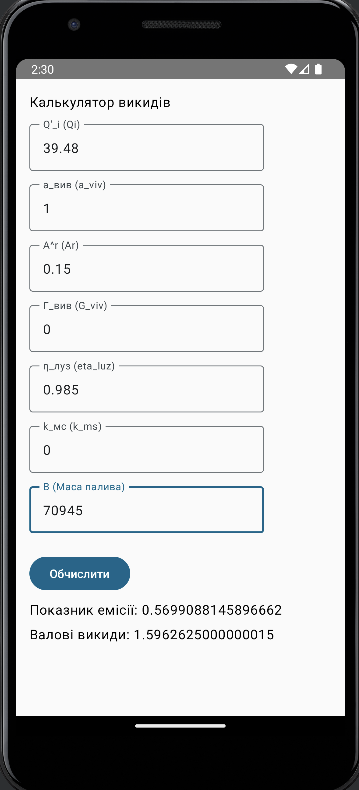 2:30
Калькулятор викидів
Q'_i (Qi)
39.48
a_вив (a_viv)
1
A^r (Ar)
0.15
Г_вив (G_viv)
0
η_луз (eta_luz)
0.985
k_мс (k_ms)
0
B (Маса палива)
70945
Обчислити
Показник емісії: 0.5699088145896662
Валові викиди: 1.5962625000000015